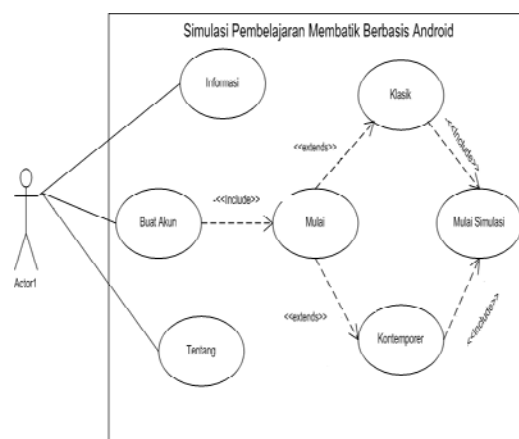 Simulasi Pembelajaran Membatik Berbasis Android
Informasi
Klasik
<<extends>>
<<Include>>
Buat Akun
<<Include>>
Mulai
Mulai Simulasi
Actor1
<<extends>>
<<Include>>
Tentang
Kontemporer